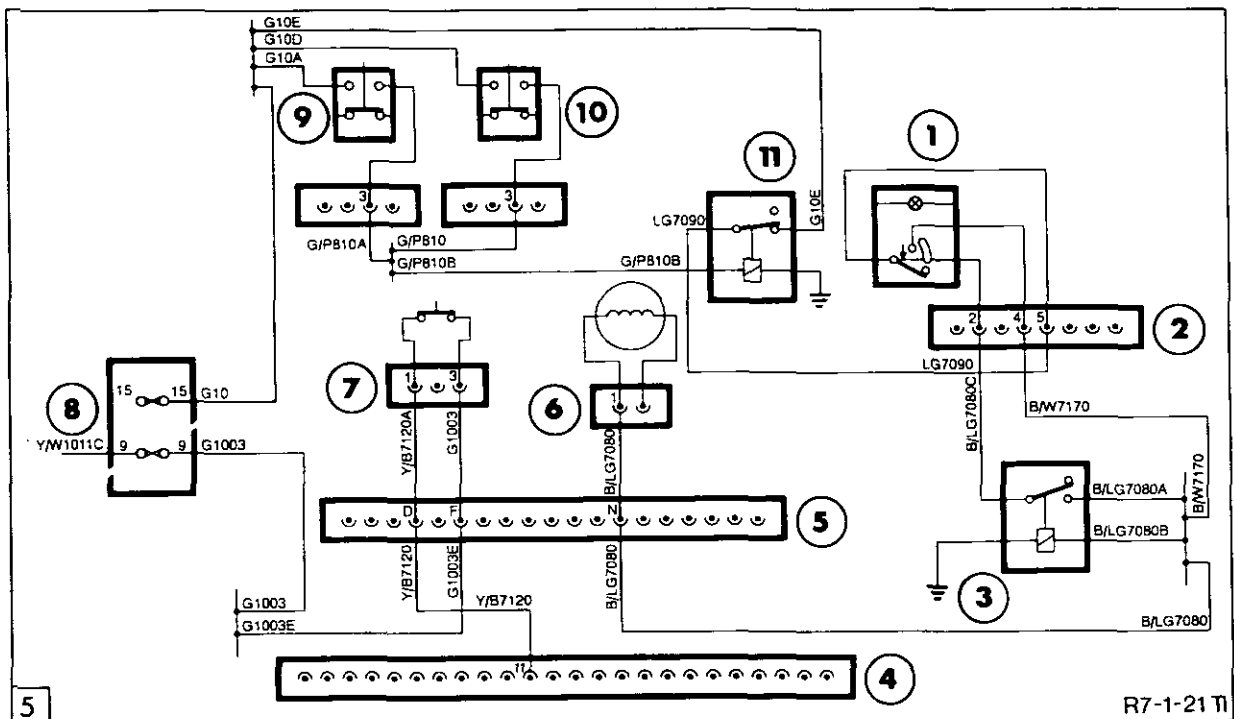 G10E
G10D
G10A
9
10
1
11
3
3
LG7090
G10E
G/P810A
G/P810
G/P810B
G/P810B
2 4 5
2
LG7090
7
1 3
6
1
8
15 15 G10
Y/W1011C
9 9 G1003
Y/B7120A
G1003
B/LG7080
B/LG7080C
B/W7170
B/W7170
B/LG7080A
B/LG7080B
D F N
5
Y/B7120
G1003E
B/LG7080
Y/B7120
3
G1003
G1003E
B/LG7080
11
4
5
R7-1-21 TI